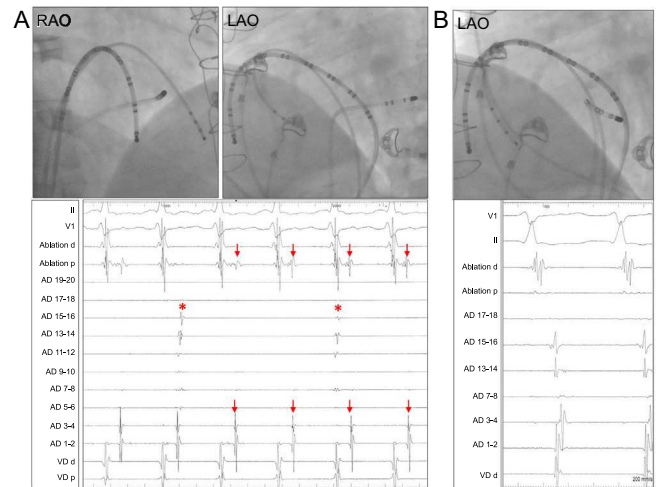 A RAO LAO
B LAO
II
V1
Ablation d
Ablation p
AD 19-20
AD 17-18
AD 15-16
AD 13-14
AD 11-12
AD 9-10
AD 7-8
AD 5-6
AD 3-4
AD 1-2
VD d
VD p
* *
V1
II
Ablation d
Ablation p
AD 17-18
AD 15-16
AD 13-14
AD 7-8
AD 3-4
AD 1-2
VD d
200 mm/s